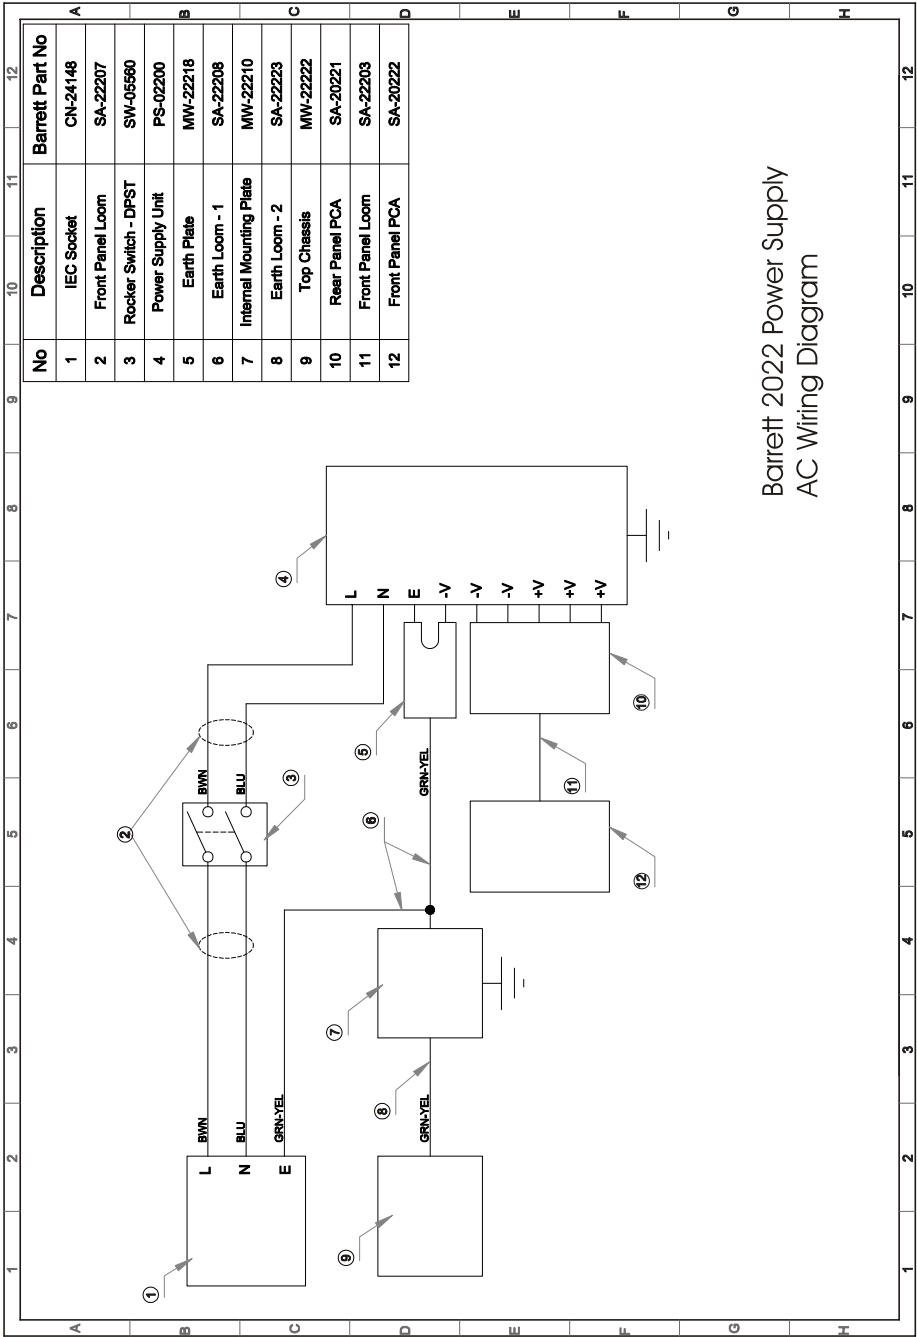 No Description Barrett Part No
1 IEC Socket CN-24148
2 Front Panel Loom SA-22207
3 Rocker Switch - DPST SW-05560
4 Power Supply Unit PS-02200
5 Earth Plate MW-22218
6 Earth Loom - 1 SA-22208
7 Internal Mounting Plate MW-22210
8 Earth Loom - 2 SA-22223
9 Top Chassis MW-22222
10 Rear Panel PCA SA-20221
11 Front Panel Loom SA-22203
12 Front Panel PCA SA-20222
1 2 3 4 5 6 7 8 9 10 11 12
A
B
C
D
E
F
G
H
1
L
N
E
BWN
BLU
GRN-YEL
2
BWN
BLU
3
4
L
N
E
-V
-V
-V
+V
+V
+V
5
GRN-YEL
6
7
8
GRN-YEL
9
10
11
12
Barrett 2022 Power Supply
AC Wiring Diagram
A
B
C
D
E
F
G
H
1 2 3 4 5 6 7 8 9 10 11 12